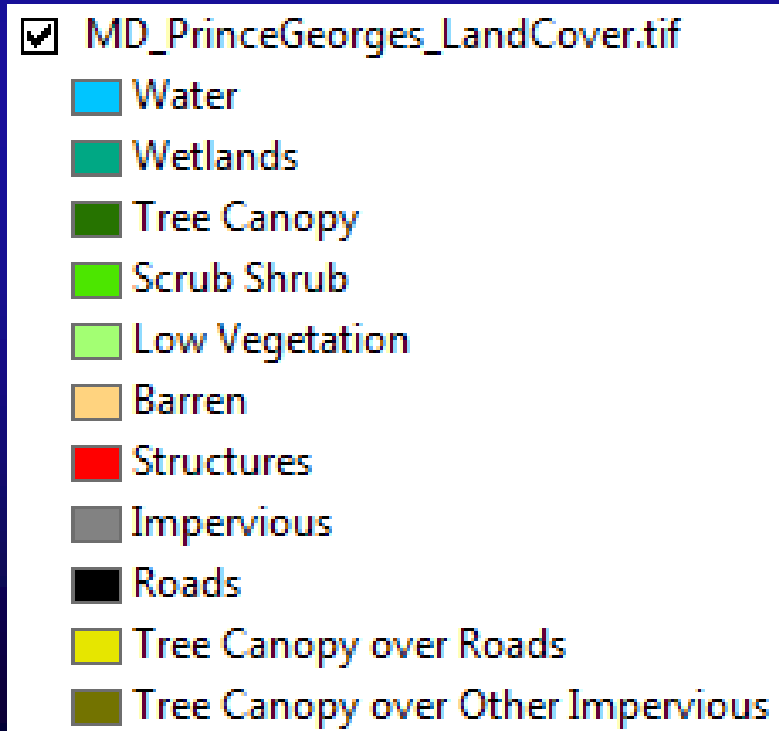 MD_PrinceGeorges_LandCover.tif
Water
Wetlands
Tree Canopy
Scrub Shrub
Low Vegetation
Barren
Structures
Impervious
Roads
Tree Canopy over Roads
Tree Canopy over Other Impervious